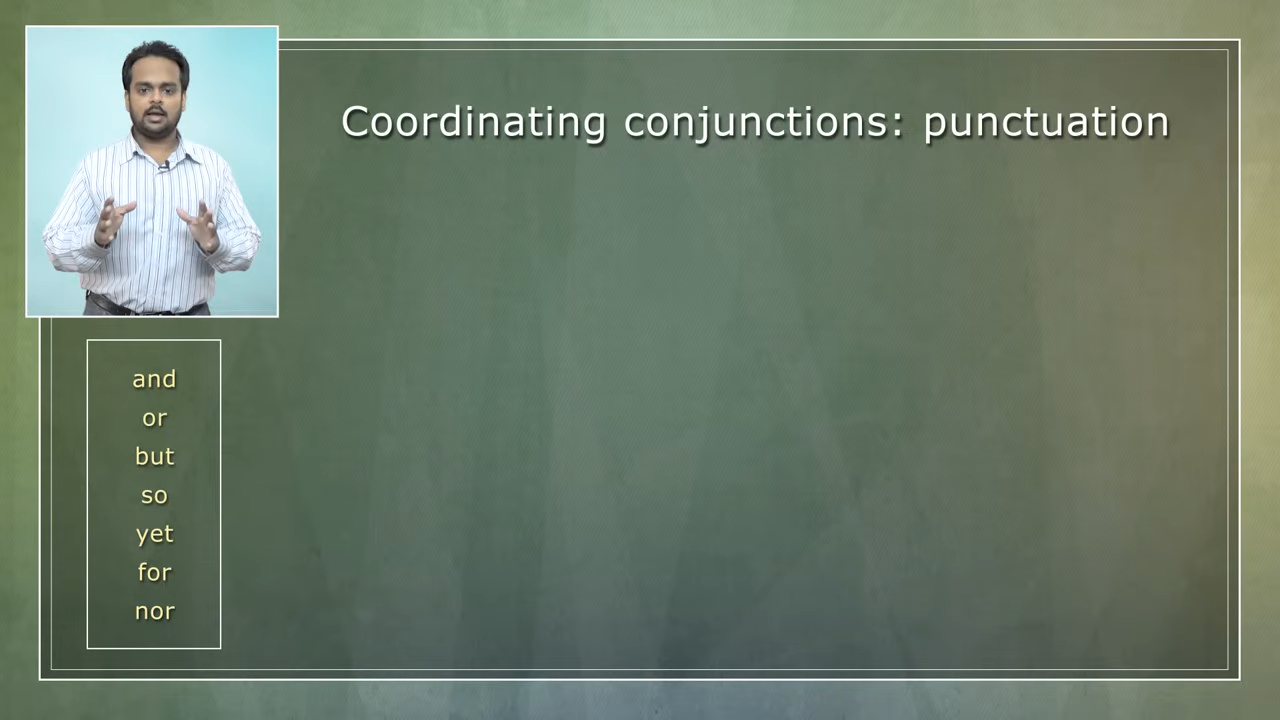 Coordinating conjunctions: punctuation
and
or
but
so
yet
for
nor